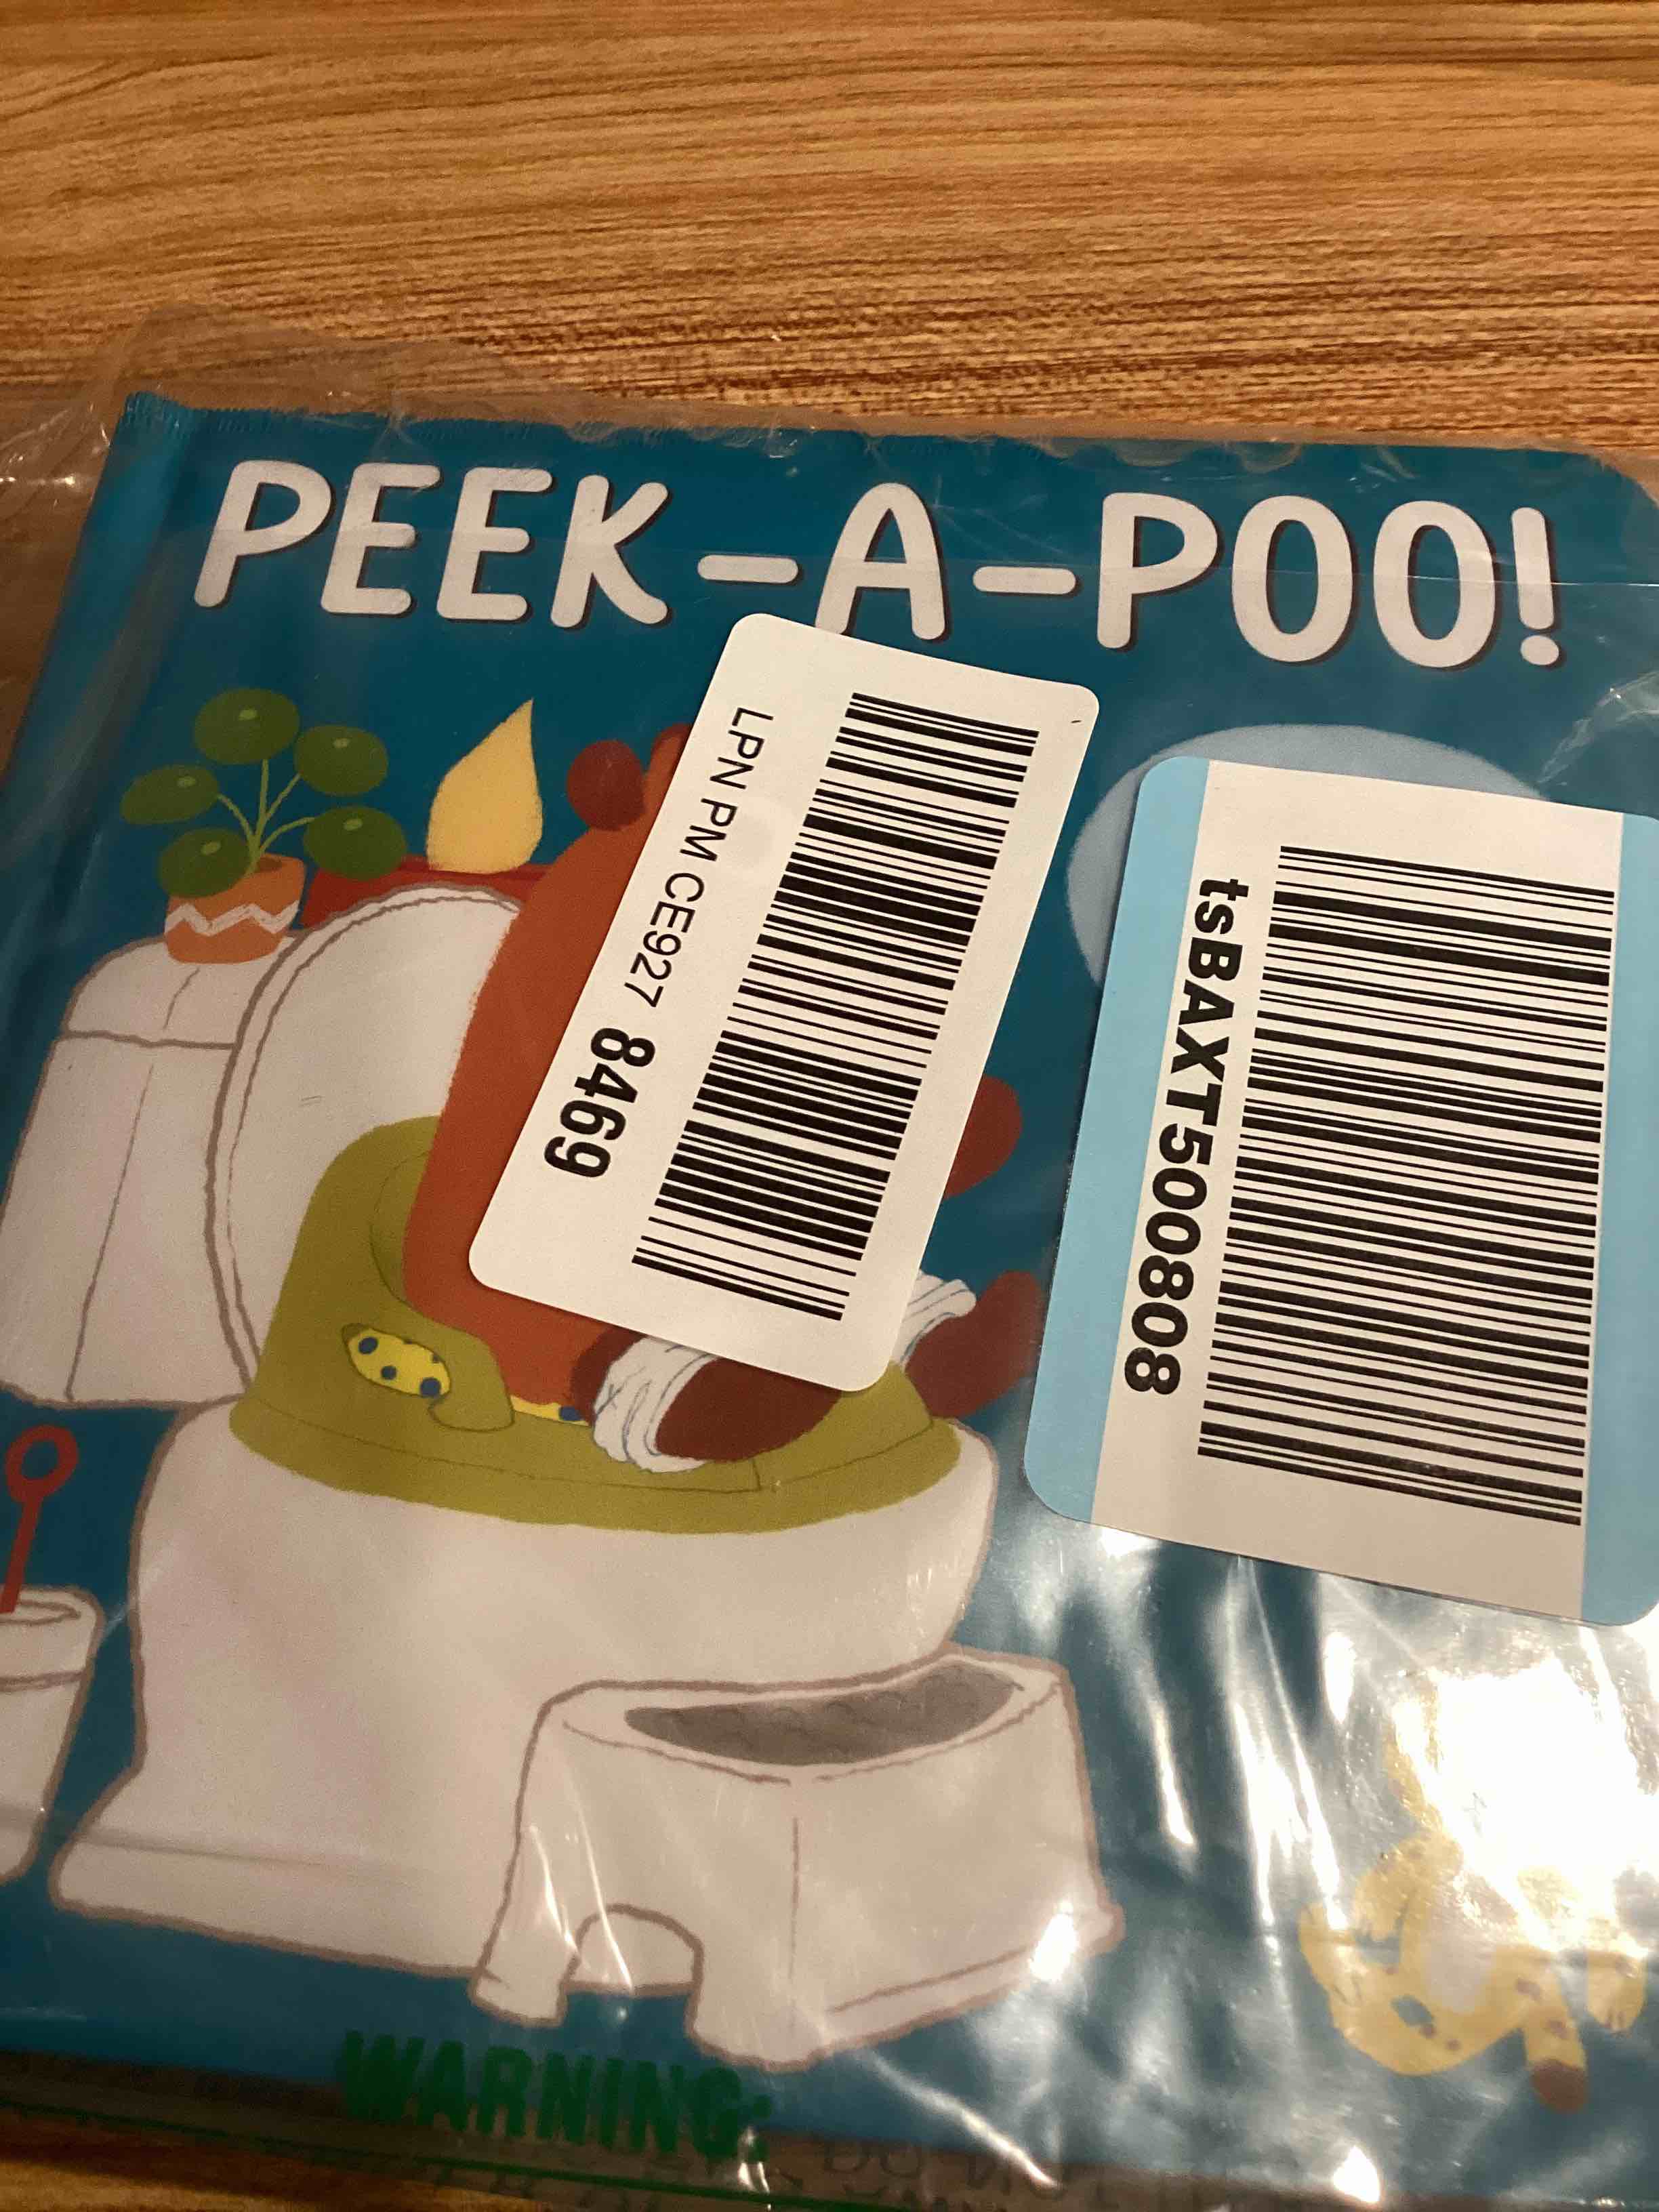 PEEK-A-POO!
LPN PM CE927 8469
tsBAXT500808
WARNING: